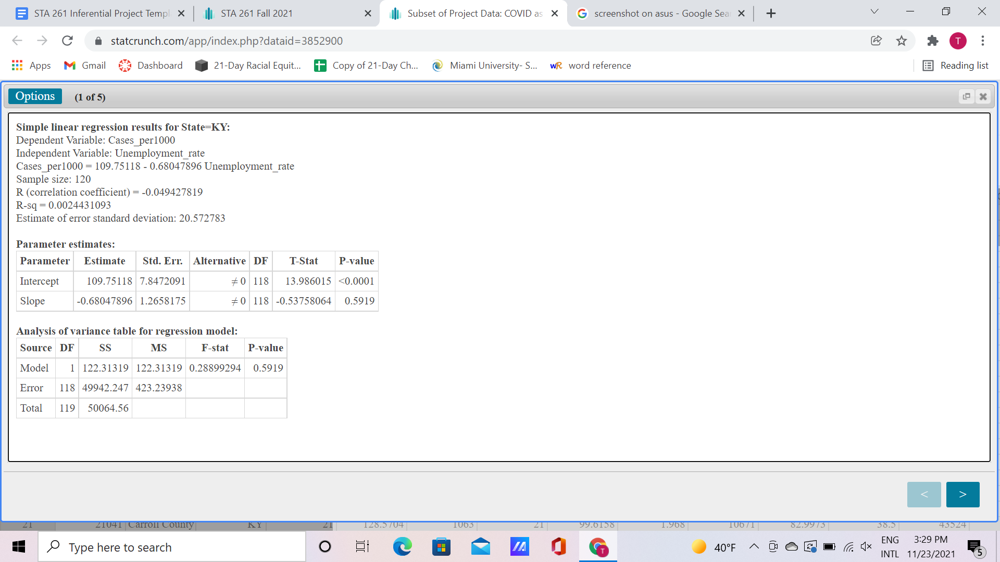 STA 261 Inferential Project Templ
STA 261 Fall 2021
Subset of Project Data: COVID as
screenshot on asus - Google Sear
statcrunch.com/app/index.php?dataid=3852900
T
Apps
Gmail
Dashboard
21-Day Racial Equit...
Copy of 21-Day Ch...
Miami University- S...
wR word reference
Reading list
Options (1 of 5)
Simple linear regression results for State=KY:
Dependent Variable: Cases_per1000
Independent Variable: Unemployment_rate
Cases_per1000 = 109.75118 - 0.68047896 Unemployment_rate
Sample size: 120
R (correlation coefficient) = -0.049427819
R-sq = 0.0024431093
Estimate of error standard deviation: 20.572783
Parameter estimates:
Parameter Estimate Std. Err. Alternative DF T-Stat P-value
Intercept 109.75118 7.8472091 ≠ 0 118 13.986015 <0.0001
Slope -0.68047896 1.2658175 ≠ 0 118 -0.53758064 0.5919
Analysis of variance table for regression model:
Source DF SS MS F-stat P-value
Model 1 122.31319 122.31319 0.28899294 0.5919
Error 118 49942.247 423.23938
Total 119 50064.56
< >
21 21041 Carroll County KY 21 128.5704 1063 21 99.6158 1.968 10671 82.9973 38.5 43524
Type here to search
T
40°F
ENG
INTL
3:29 PM
11/23/2021
5